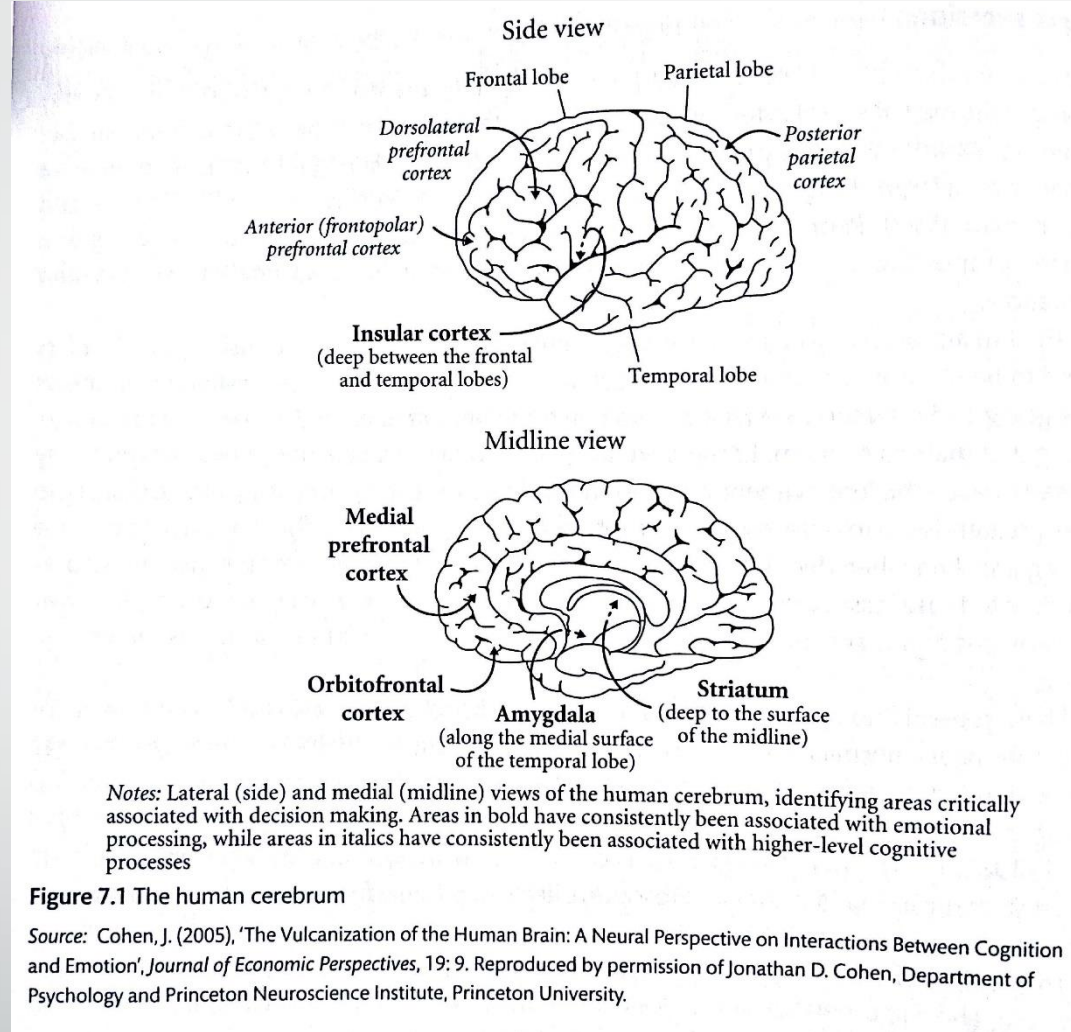 Side view
Frontal lobe
Parietal lobe
Dorsolateral
prefrontal
cortex
Posterior
parietal
cortex
Anterior (frontopolar)
prefrontal cortex
Insular cortex
(deep between the frontal
and temporal lobes)
Temporal lobe
Midline view
Medial
prefrontal
cortex
Orbitofrontal
cortex
Amygdala
(along the medial surface
of the temporal lobe)
Striatum
(deep to the surface
of the midline)
Notes: Lateral (side) and medial (midline) views of the human cerebrum, identifying areas critically
associated with decision making. Areas in bold have consistently been associated with emotional
processing, while areas in italics have consistently been associated with higher-level cognitive
processes
Figure 7.1 The human cerebrum
Source: Cohen, J. (2005), 'The Vulcanization of the Human Brain: A Neural Perspective on Interactions Between Cognition
and Emotion', Journal of Economic Perspectives, 19: 9. Reproduced by permission of Jonathan D. Cohen, Department of
Psychology and Princeton Neuroscience Institute, Princeton University.